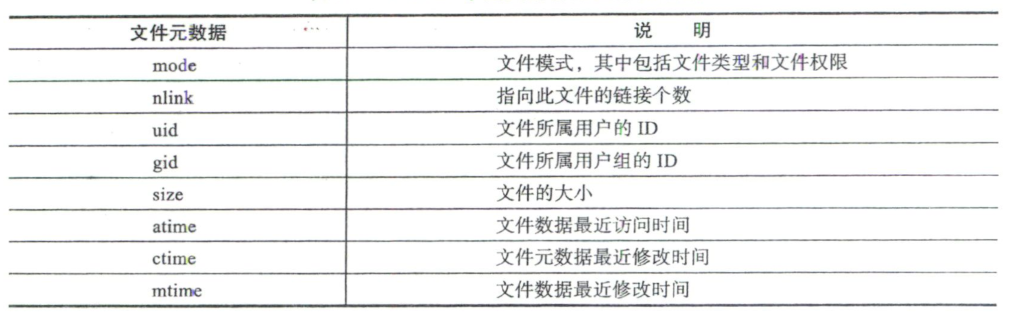 文件元数据 说 明
mode 文件模式，其中包括文件类型和文件权限
nlink 指向此文件的链接个数
uid 文件所属用户的 ID
gid 文件所属用户组的 ID
size 文件的大小
atime 文件数据最近访问时间
ctime 文件元数据最近修改时间
mtime 文件数据最近修改时间